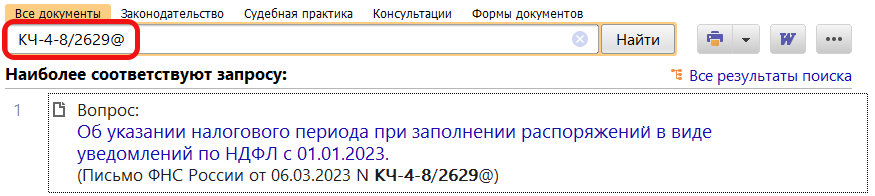 Все документы Законодательство Судебная практика Консультации Формы документов
КЧ-4-8/2629@ Найти
Наиболее соответствуют запросу: Все результаты поиска
1 Вопрос:
Об указании налогового периода при заполнении распоряжений в виде
уведомлений по НДФЛ с 01.01.2023.
(Письмо ФНС России от 06.03.2023 N КЧ-4-8/2629@)